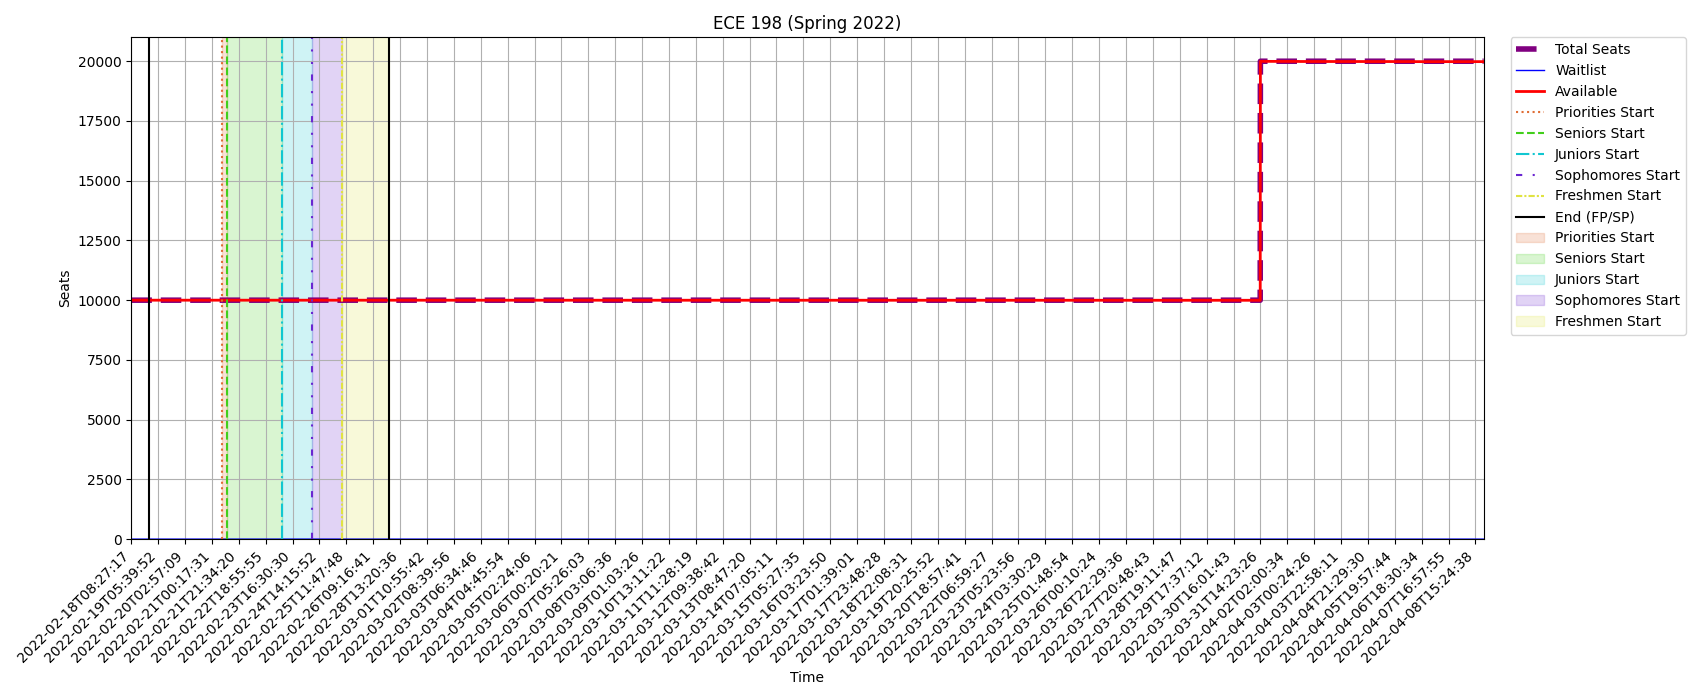 ECE 198 (Spring 2022)
Seats
20000
17500
15000
12500
10000
7500
5000
2500
0
2022-02-18T08:27:17
2022-02-19T05:39:52
2022-02-20T02:57:09
2022-02-21T00:17:31
2022-02-21T21:34:20
2022-02-22T18:55:55
2022-02-23T16:30:30
2022-02-24T14:15:52
2022-02-25T11:47:48
2022-02-26T09:16:41
2022-02-28T13:20:36
2022-03-01T10:55:42
2022-03-02T08:39:56
2022-03-03T06:34:46
2022-03-04T04:45:54
2022-03-05T02:24:06
2022-03-06T00:20:21
2022-03-07T05:26:03
2022-03-08T03:06:36
2022-03-09T01:03:26
2022-03-10T13:11:22
2022-03-11T11:28:19
2022-03-12T09:38:42
2022-03-13T08:47:20
2022-03-14T07:05:11
2022-03-15T05:27:35
2022-03-16T03:23:50
2022-03-17T01:39:01
2022-03-17T23:48:28
2022-03-18T22:08:31
2022-03-19T20:25:52
2022-03-20T18:57:41
2022-03-22T06:59:27
2022-03-23T05:23:56
2022-03-24T03:30:29
2022-03-25T01:48:54
2022-03-26T00:10:24
2022-03-26T22:29:36
2022-03-27T20:48:43
2022-03-28T19:11:47
2022-03-29T17:37:12
2022-03-30T16:01:43
2022-03-31T14:23:26
2022-04-02T02:00:34
2022-04-03T00:24:26
2022-04-03T22:58:11
2022-04-04T21:29:30
2022-04-05T19:57:44
2022-04-06T18:30:34
2022-04-07T16:57:55
2022-04-08T15:24:38
Time
Total Seats
Waitlist
Available
Priorities Start
Seniors Start
Juniors Start
Sophomores Start
Freshmen Start
End (FP/SP)
Priorities Start
Seniors Start
Juniors Start
Sophomores Start
Freshmen Start